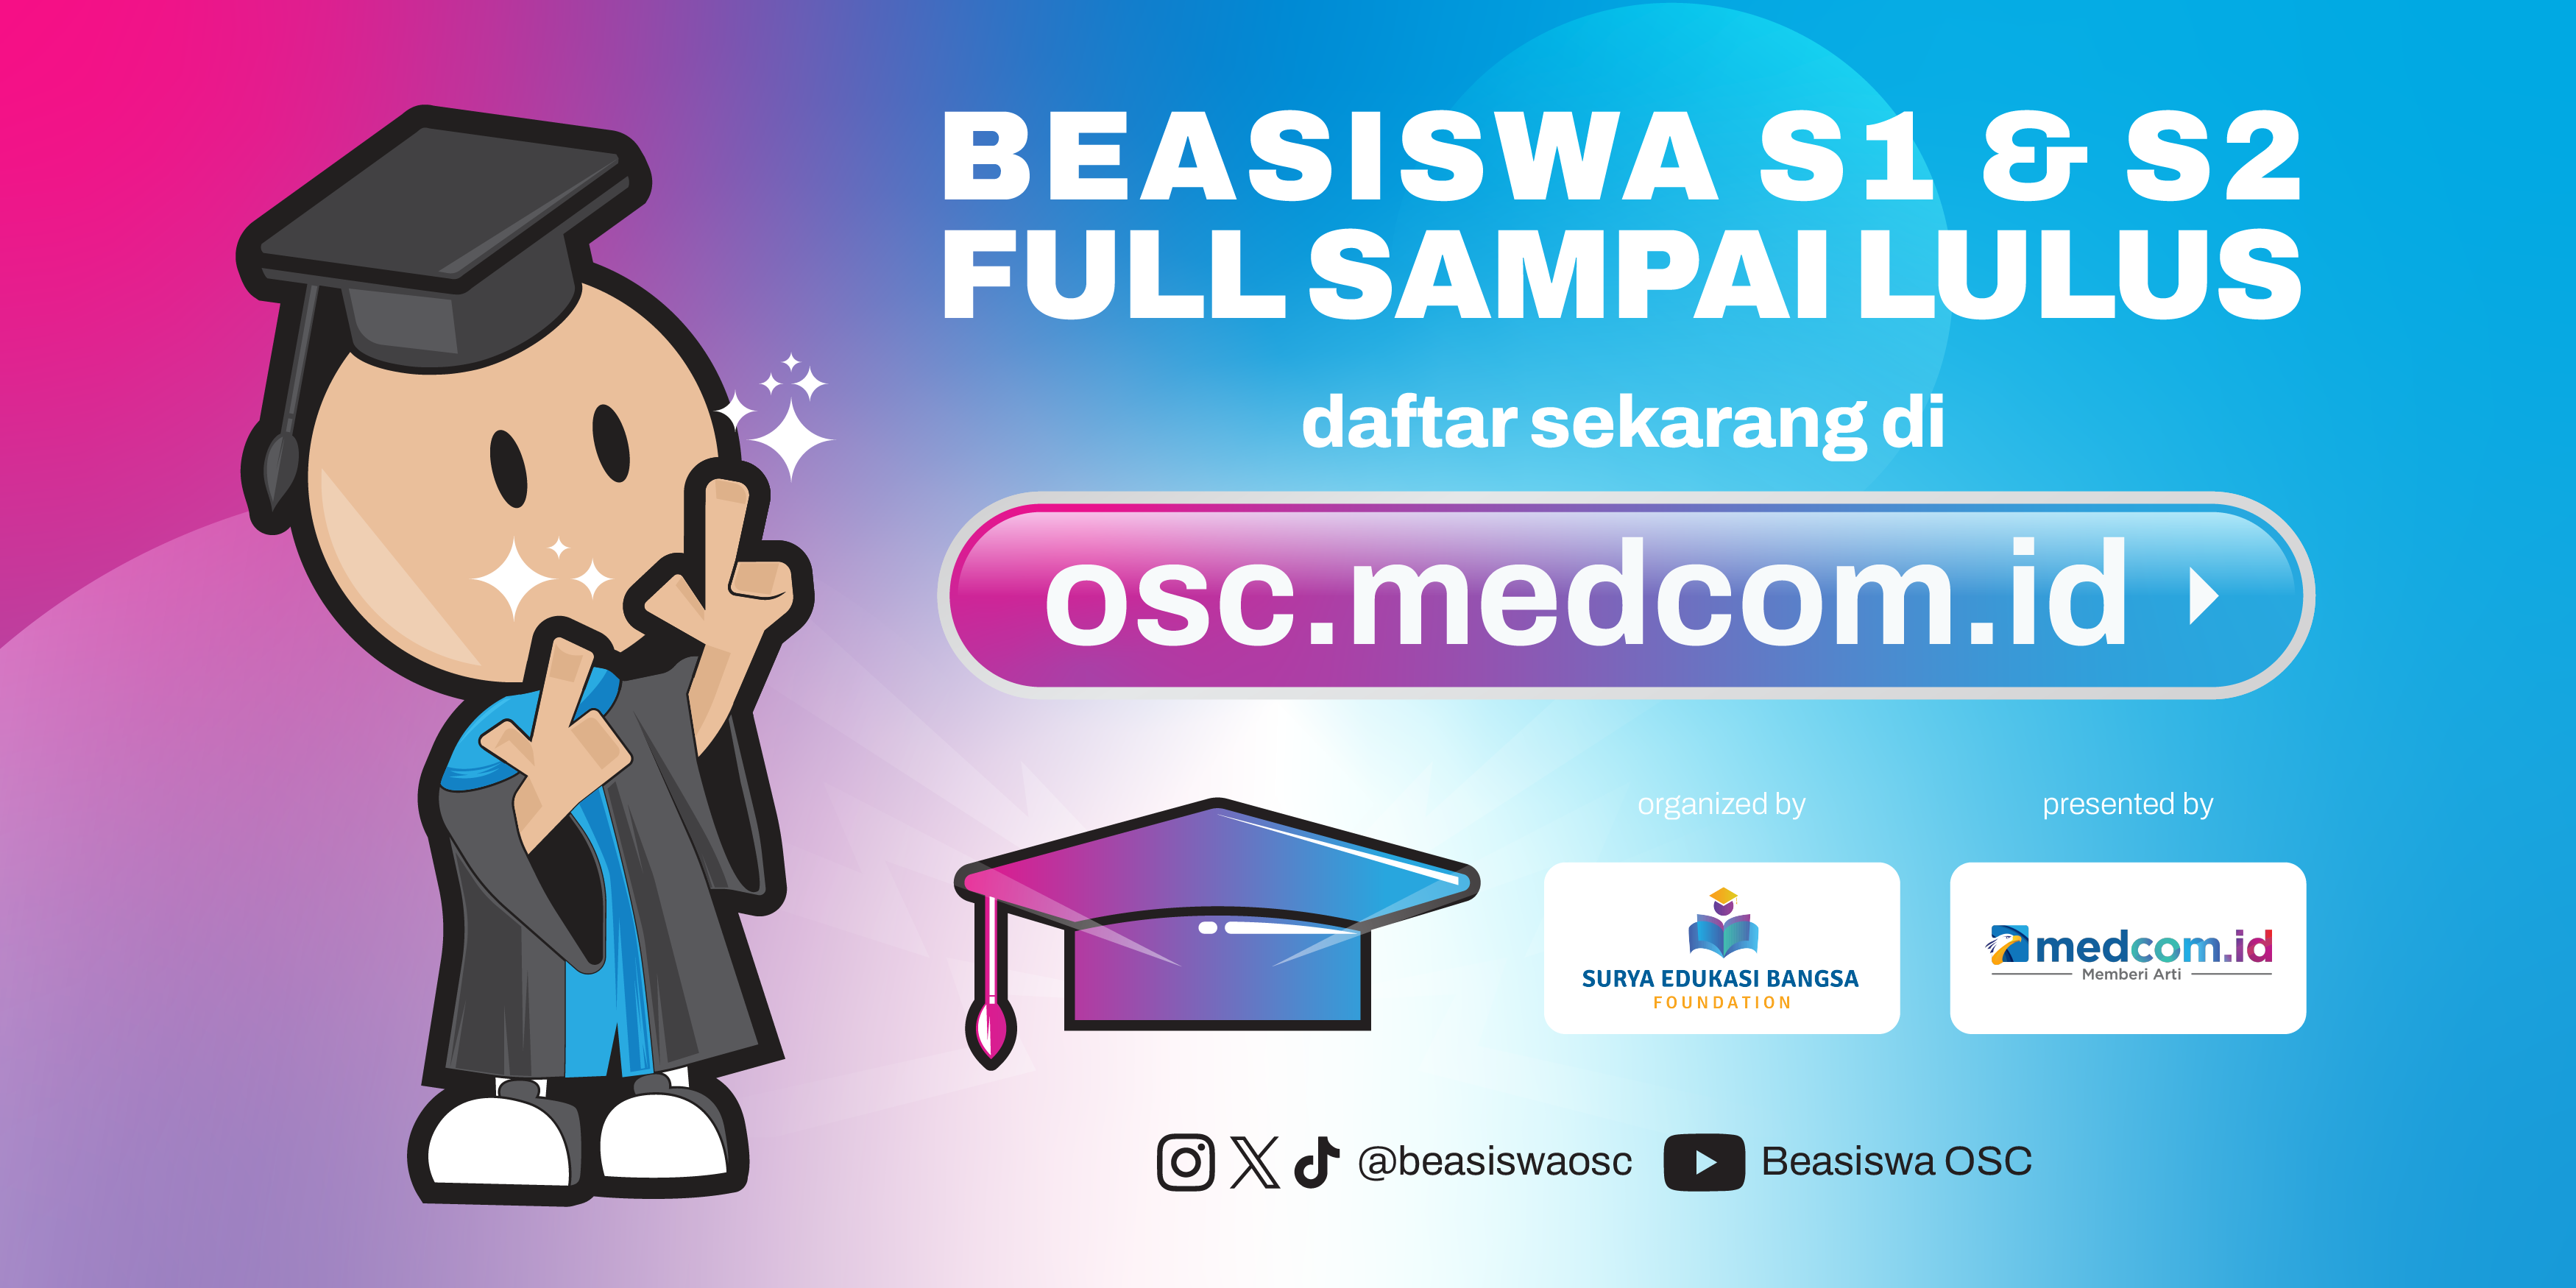 BEASISWA S1 & S2
FULL SAMPAI LULUS
daftar sekarang di
osc.medcom.id
organized by
presented by
SURYA EDUKASI BANGSA
FOUNDATION
medcom.id
Memberi Arti
@beasiswaosc
Beasiswa OSC